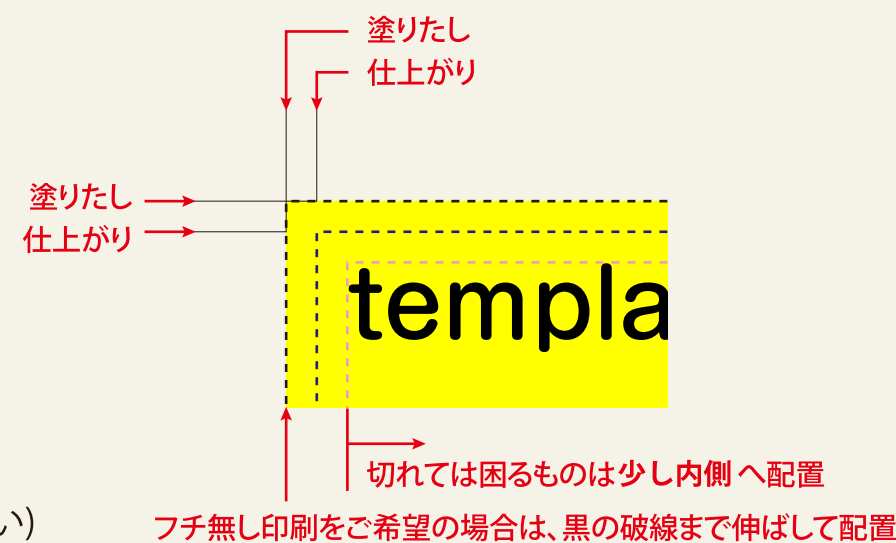 塗りたし
仕上がり
塗りたし
仕上がり
templa
切れては困るものは少し内側 へ配置
い)
フチ無し印刷をご希望の場合は、黒の破線まで伸ばして配置